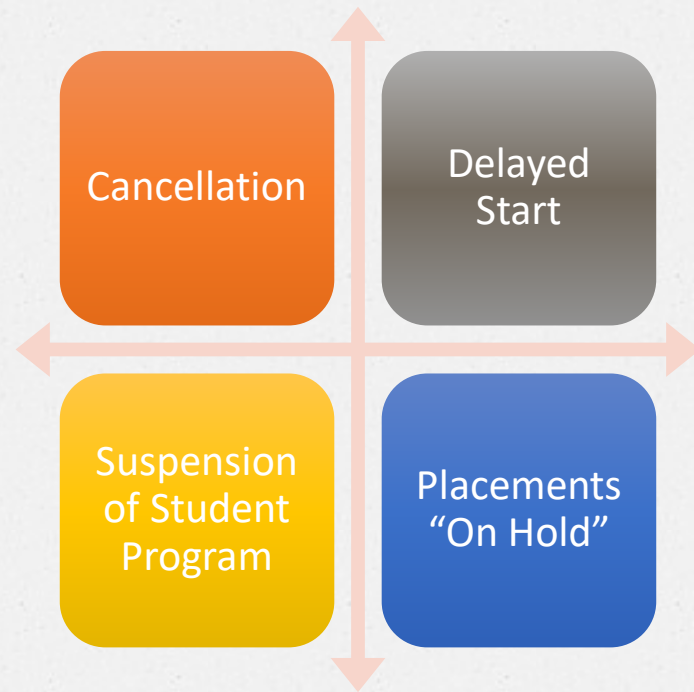 Cancellation
Delayed
Start
Suspension
of Student
Program
Placements
“On Hold”